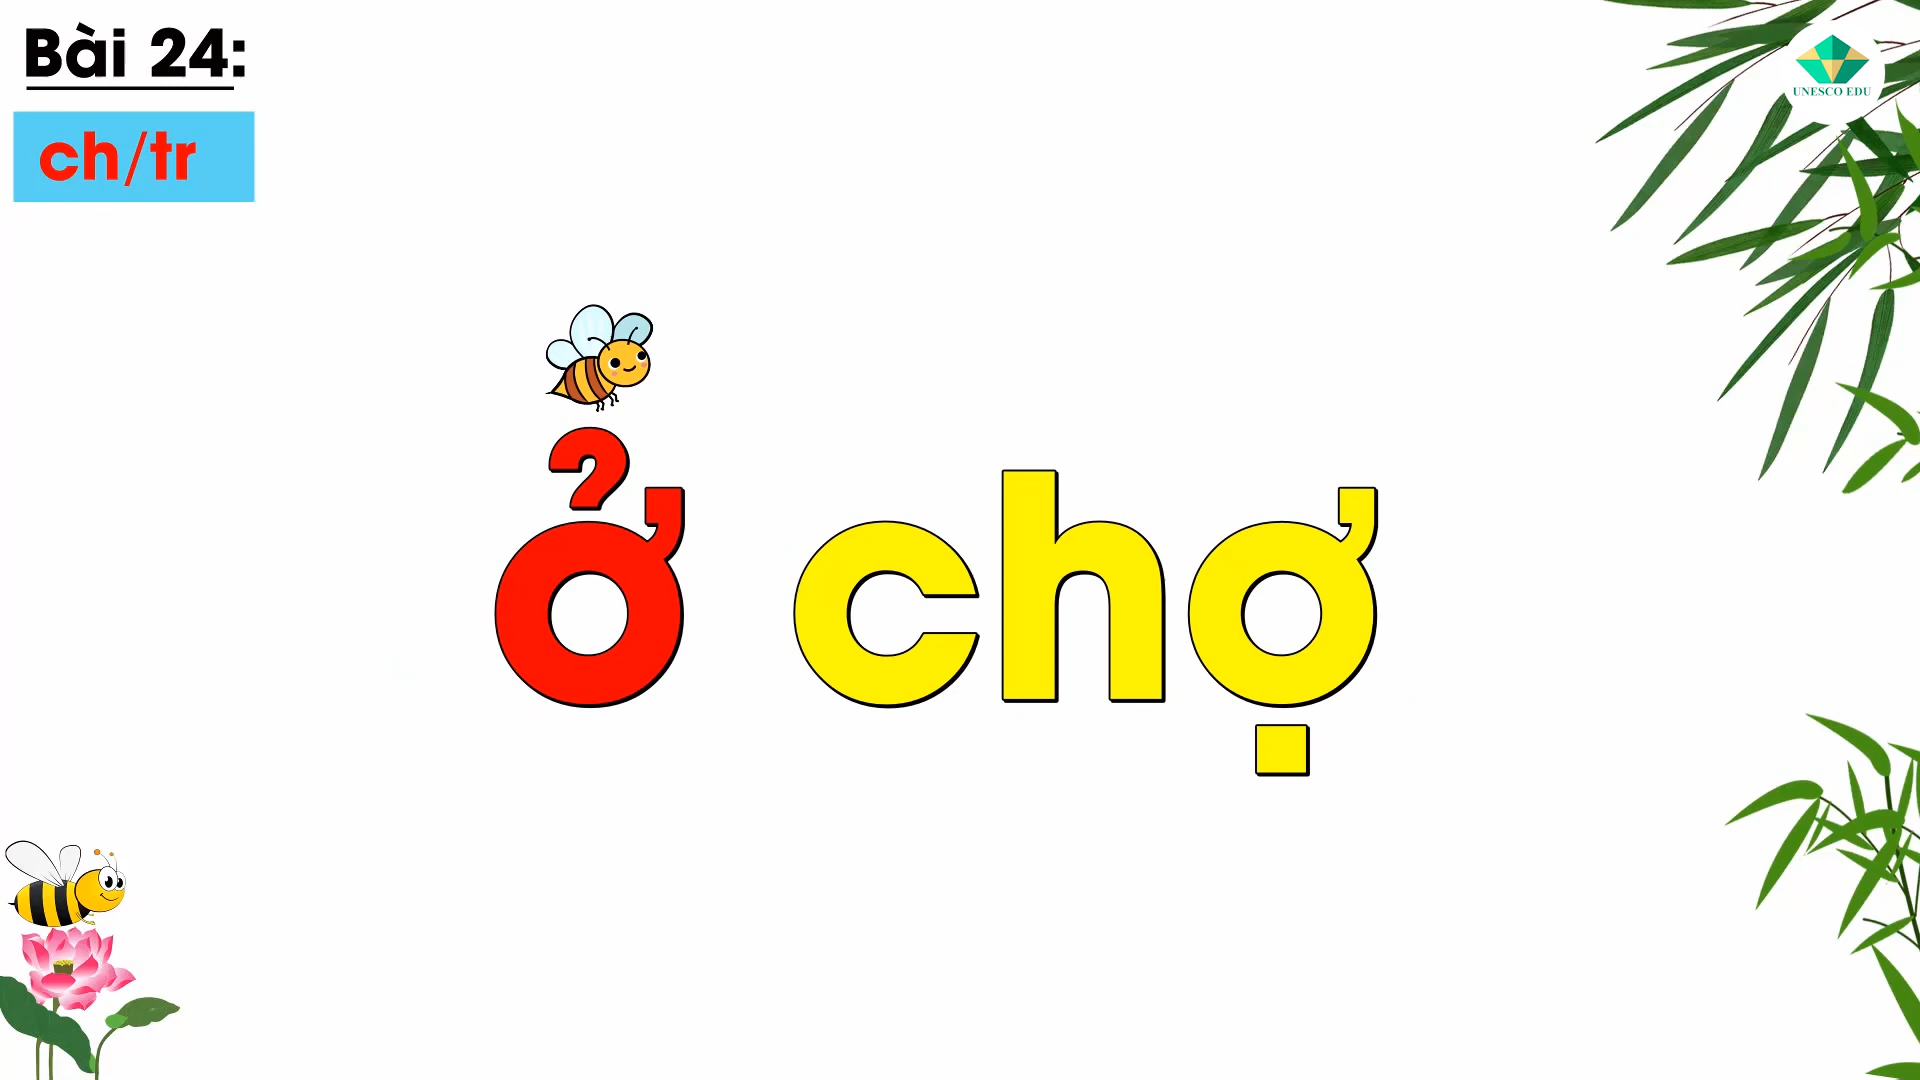 Bài 24:
ch/tr
UNESCO EDU
ở chợ